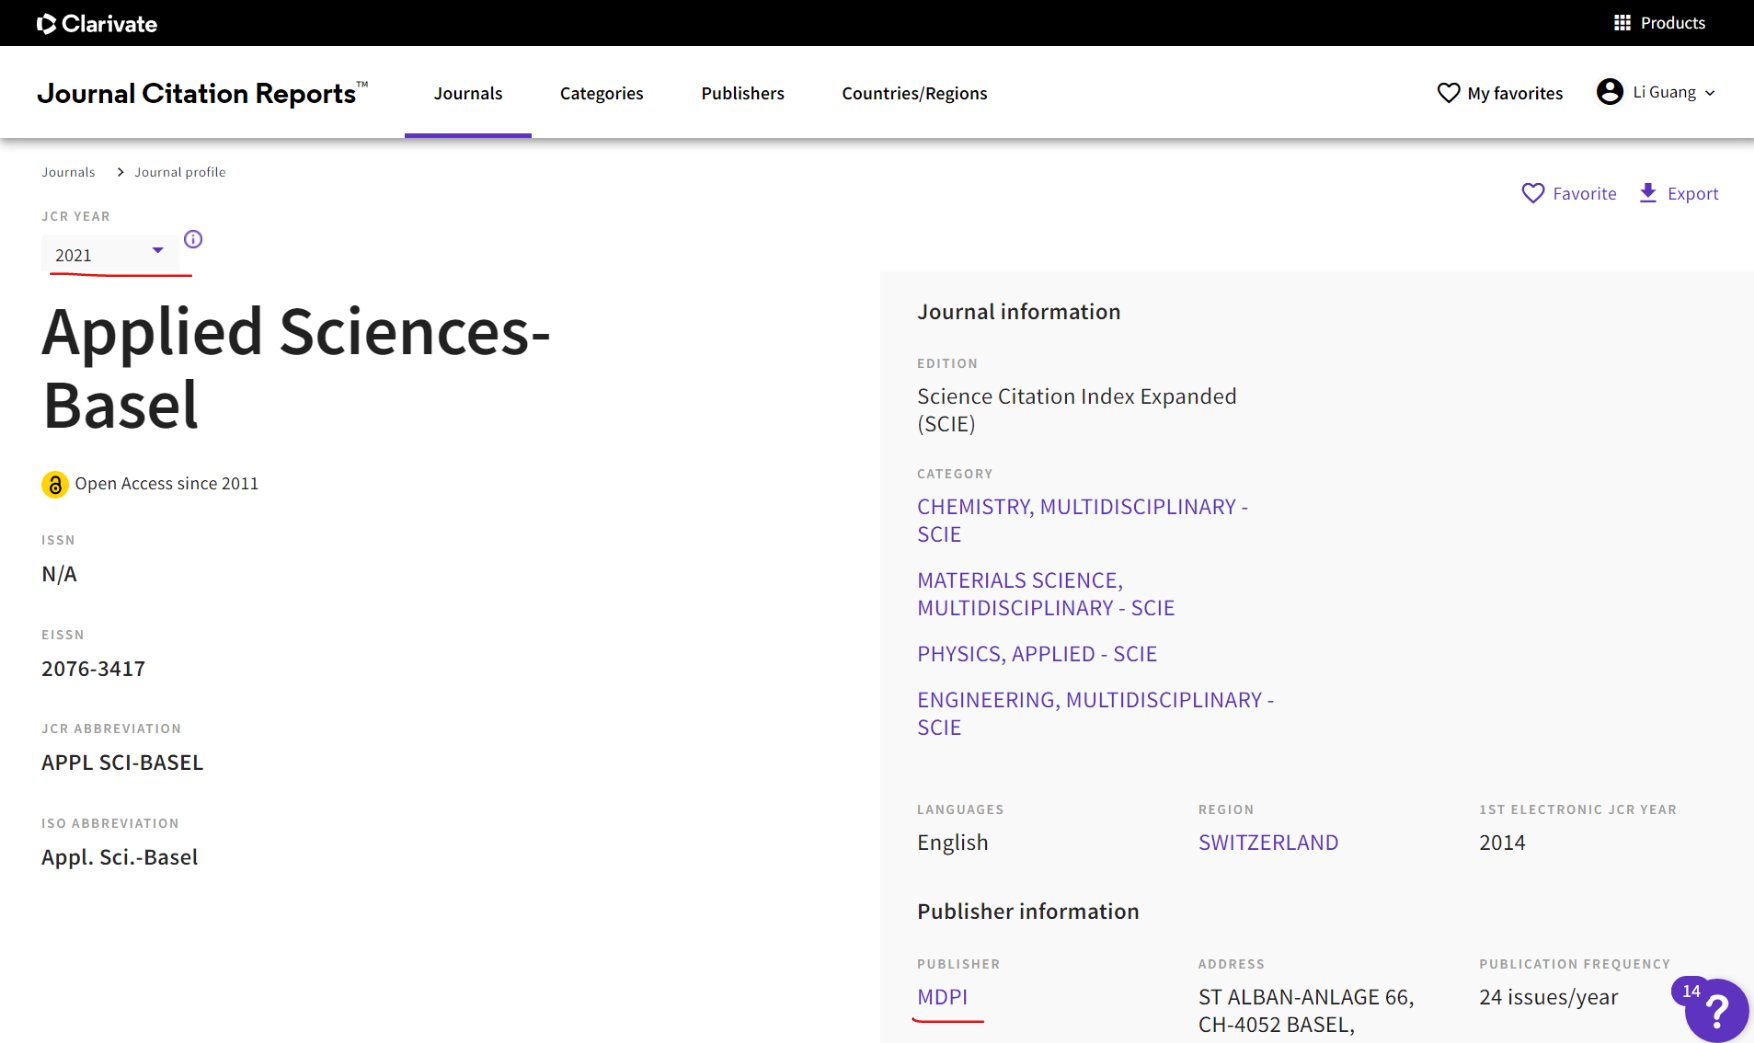 Clarivate
Products
Journal Citation Reports™
Journals
Categories
Publishers
Countries/Regions
My favorites
Li Guang
Journals > Journal profile
Favorite
Export
JCR YEAR
2021
Applied Sciences-
Basel
Open Access since 2011
ISSN
N/A
EISSN
2076-3417
JCR ABBREVIATION
APPL SCI-BASEL
ISO ABBREVIATION
Appl. Sci.-Basel
Journal information
EDITION
Science Citation Index Expanded
(SCIE)
CATEGORY
CHEMISTRY, MULTIDISCIPLINARY -
SCIE
MATERIALS SCIENCE,
MULTIDISCIPLINARY - SCIE
PHYSICS, APPLIED - SCIE
ENGINEERING, MULTIDISCIPLINARY -
SCIE
LANGUAGES
English
REGION
SWITZERLAND
1ST ELECTRONIC JCR YEAR
2014
Publisher information
PUBLISHER
MDPI
ADDRESS
ST ALBAN-ANLAGE 66,
CH-4052 BASEL,
PUBLICATION FREQUENCY
24 issues/year
14
?